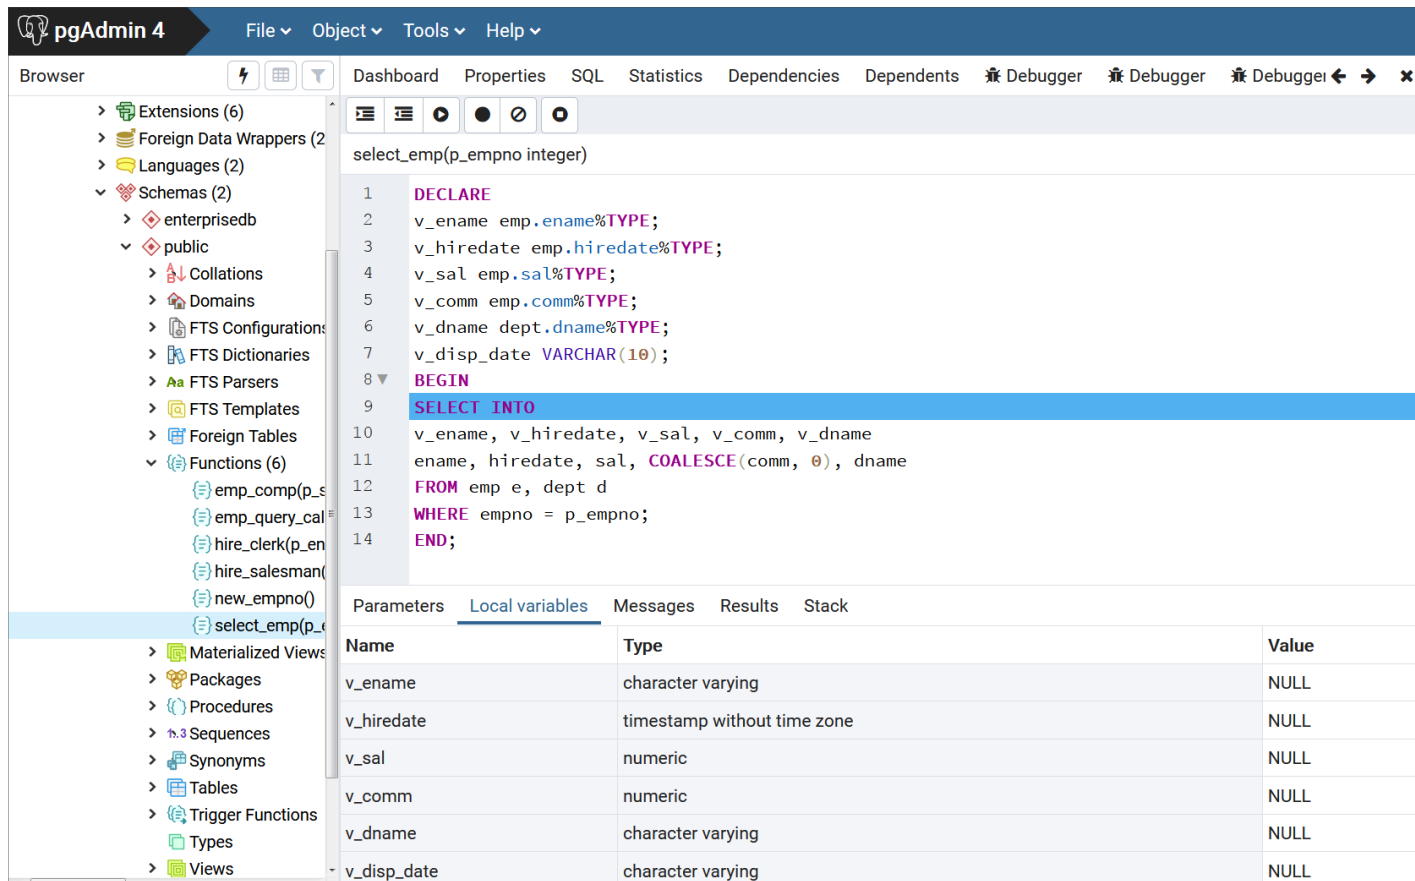 pgAdmin 4
File Object Tools Help
Browser
Dashboard Properties SQL Statistics Dependencies Dependents Debugger Debugger Debugger
Extensions (6)
Foreign Data Wrappers (2
Languages (2)
Schemas (2)
enterprisedb
public
Collations
Domains
FTS Configurations
FTS Dictionaries
FTS Parsers
FTS Templates
Foreign Tables
Functions (6)
emp_comp(p_s
emp_query_cal
hire_clerk(p_en
hire_salesman(
new_empno()
select_emp(p_e
Materialized Views
Packages
Procedures
Sequences
Synonyms
Tables
Trigger Functions
Types
Views
select_emp(p_empno integer)
1 DECLARE
2 v_ename emp.ename%TYPE;
3 v_hiredate emp.hiredate%TYPE;
4 v_sal emp.sal%TYPE;
5 v_comm emp.comm%TYPE;
6 v_dname dept.dname%TYPE;
7 v_disp_date VARCHAR(10);
8 BEGIN
9 SELECT INTO
10 v_ename, v_hiredate, v_sal, v_comm, v_dname
11 ename, hiredate, sal, COALESCE(comm, 0), dname
12 FROM emp e, dept d
13 WHERE empno = p_empno;
14 END;
Parameters Local variables Messages Results Stack
Name Type Value
v_ename character varying NULL
v_hiredate timestamp without time zone NULL
v_sal numeric NULL
v_comm numeric NULL
v_dname character varying NULL
v_disp_date character varying NULL